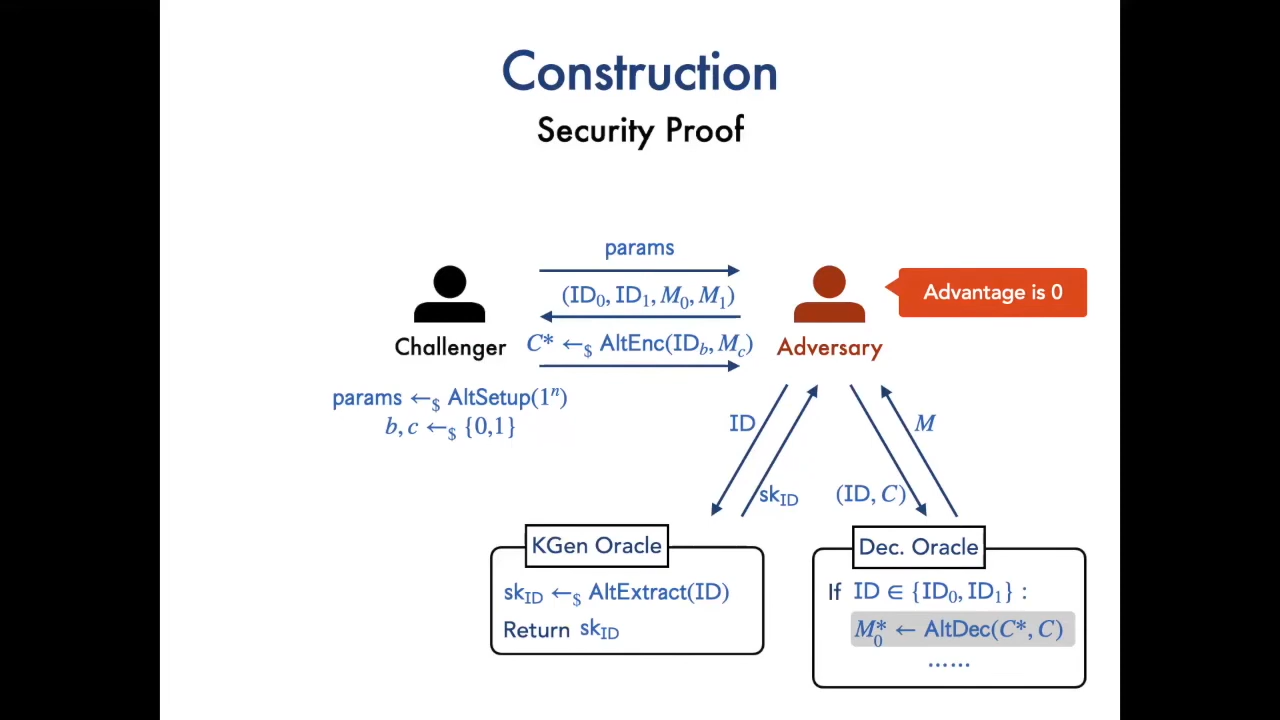 Construction
Security Proof
params
(ID₀, ID₁, M₀, M₁)
Advantage is 0
Challenger
C* ←$ AltEnc(ID_b, M_c)
Adversary
params ←$ AltSetup(1ⁿ)
b, c ←$ {0,1}
ID
M
sk_ID
(ID, C)
KGen Oracle
sk_ID ←$ AltExtract(ID)
Return sk_ID
Dec. Oracle
If ID ∈ {ID₀, ID₁} :
M₀* ← AltDec(C*, C)
……